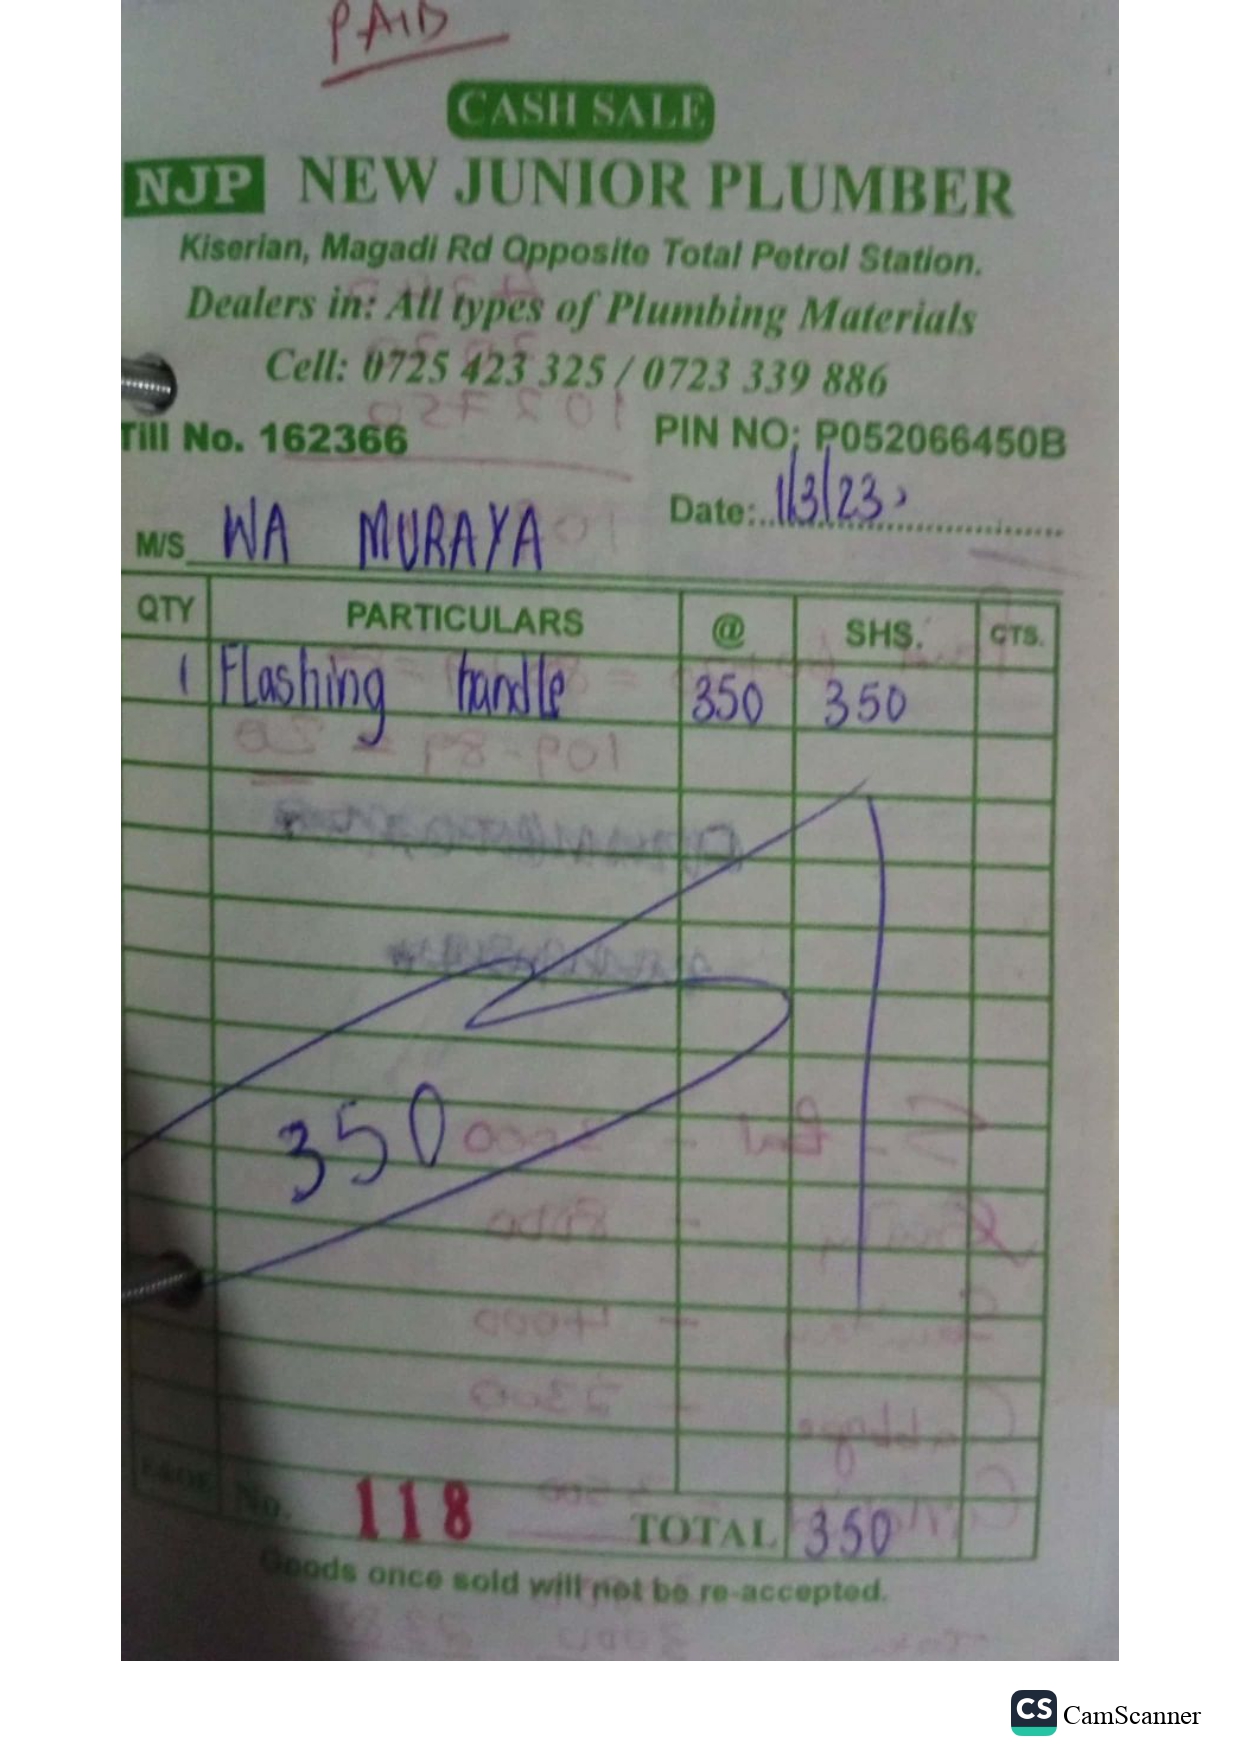 PAID
CASH SALE
NJP NEW JUNIOR PLUMBER
Kiserian, Magadi Rd Opposite Total Petrol Station.
Dealers in: All types of Plumbing Materials
Cell: 0725 423 325 / 0723 339 886
Till No. 162366 PIN NO: P052066450B
Date: 1/3/23
M/S WA MURAYA
QTY PARTICULARS @ SHS. CTS.
1 Flashing handle 350 350
350
E&OE No. 118 TOTAL 350
Goods once sold will not be re-accepted.
CS CamScanner